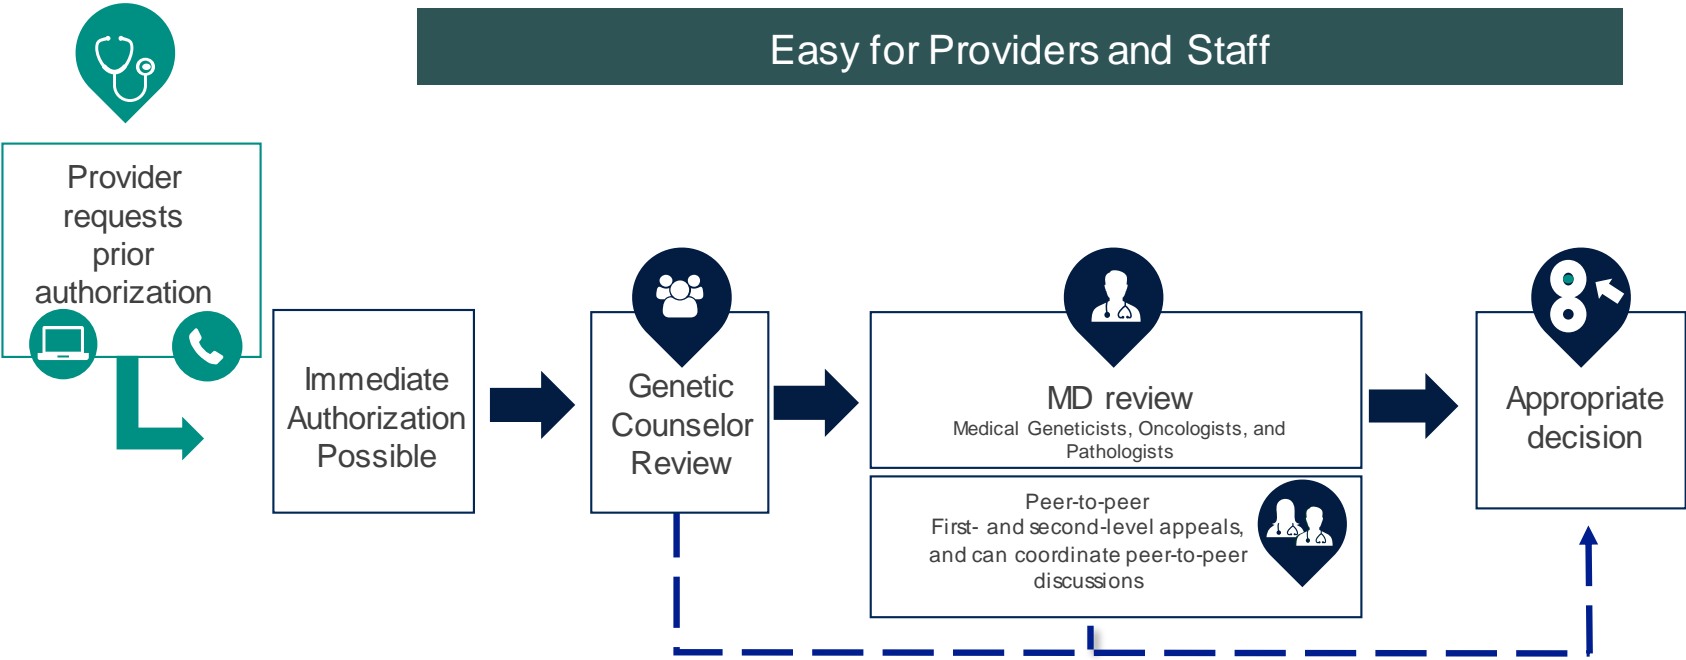 Easy for Providers and Staff
Provider
requests
prior
authorization
Immediate
Authorization
Possible
Genetic
Counselor
Review
MD review
Medical Geneticists, Oncologists, and
Pathologists
Peer-to-peer
First- and second-level appeals,
and can coordinate peer-to-peer
discussions
Appropriate
decision